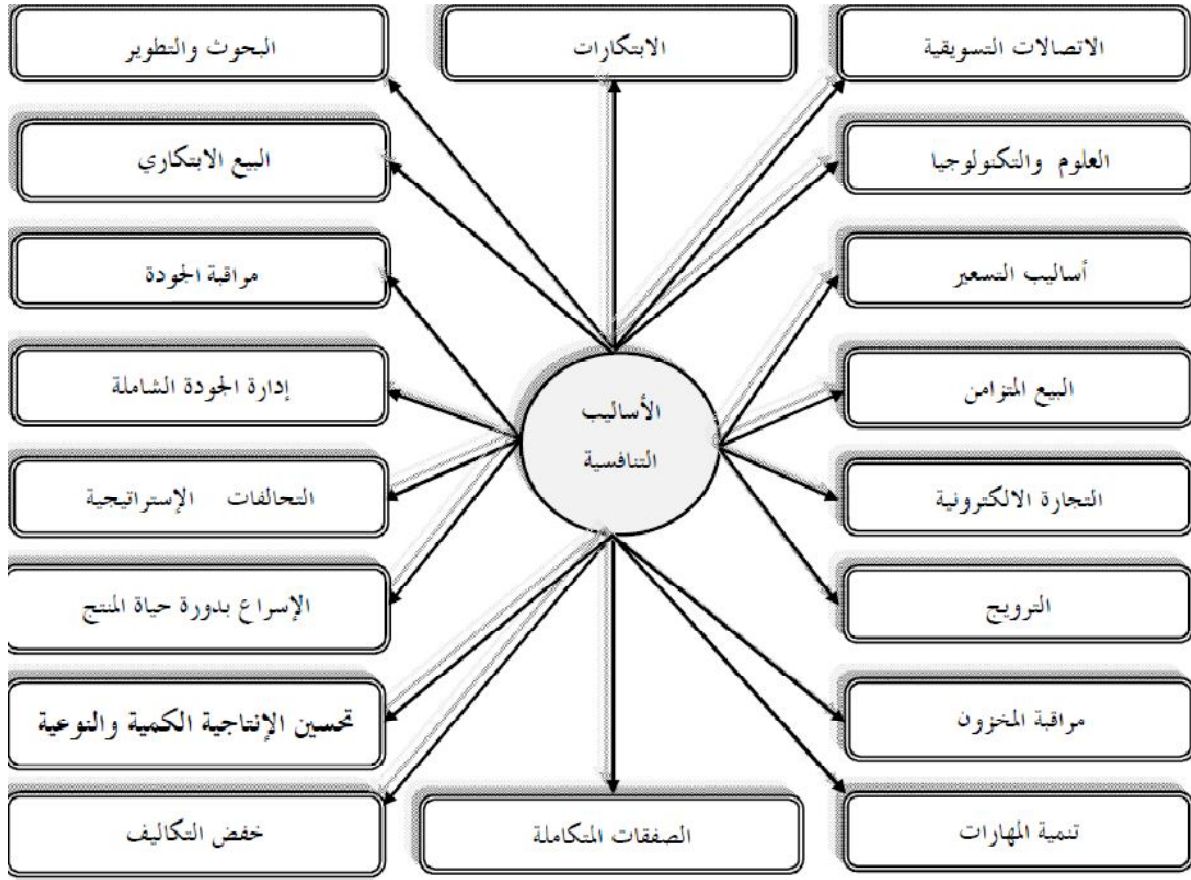 الاتصالات التسويقية
الابتكارات
البحوث والتطوير
العلوم والتكنولوجيا
البيع الابتكاري
أساليب التسعير
مراقبة الجودة
البيع المتزامن
إدارة الجودة الشاملة
الأساليب
التنافسية
التجارة الالكترونية
التحالفات الإستراتيجية
الترويج
الإسراع بدورة حياة المنتج
مراقبة المخزون
تحسين الإنتاجية الكمية والنوعية
تنمية المهارات
الصفقات المتكاملة
خفض التكاليف